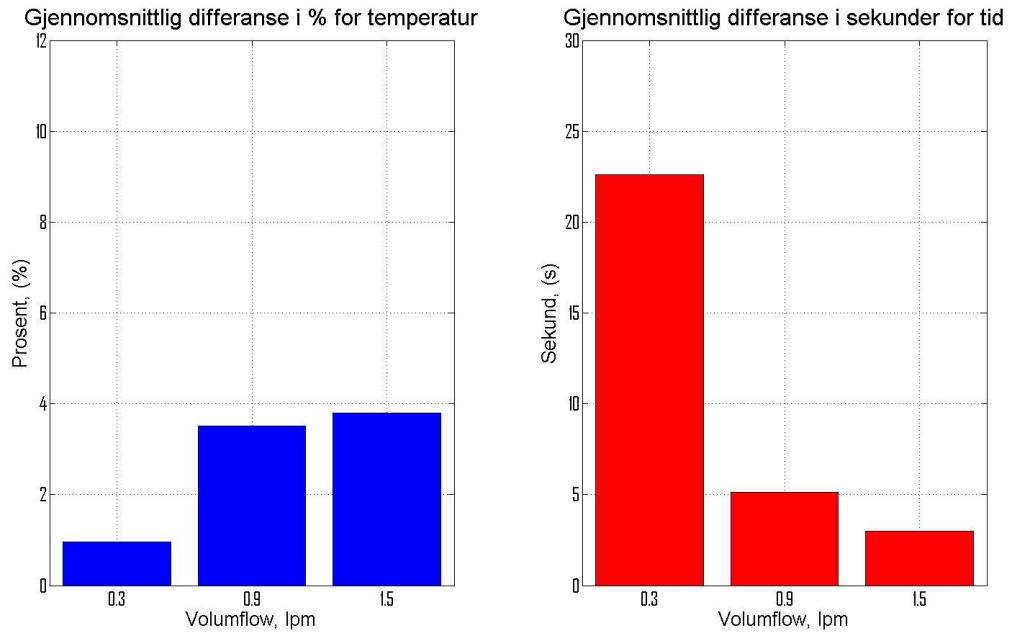 Gjennomsnittlig differanse i % for temperatur
12
10
8
6
4
2
0
Prosent, (%)
0.3 0.9 1.5
Volumflow, lpm
Gjennomsnittlig differanse i sekunder for tid
30
25
20
15
10
5
0
Sekund, (s)
0.3 0.9 1.5
Volumflow, lpm